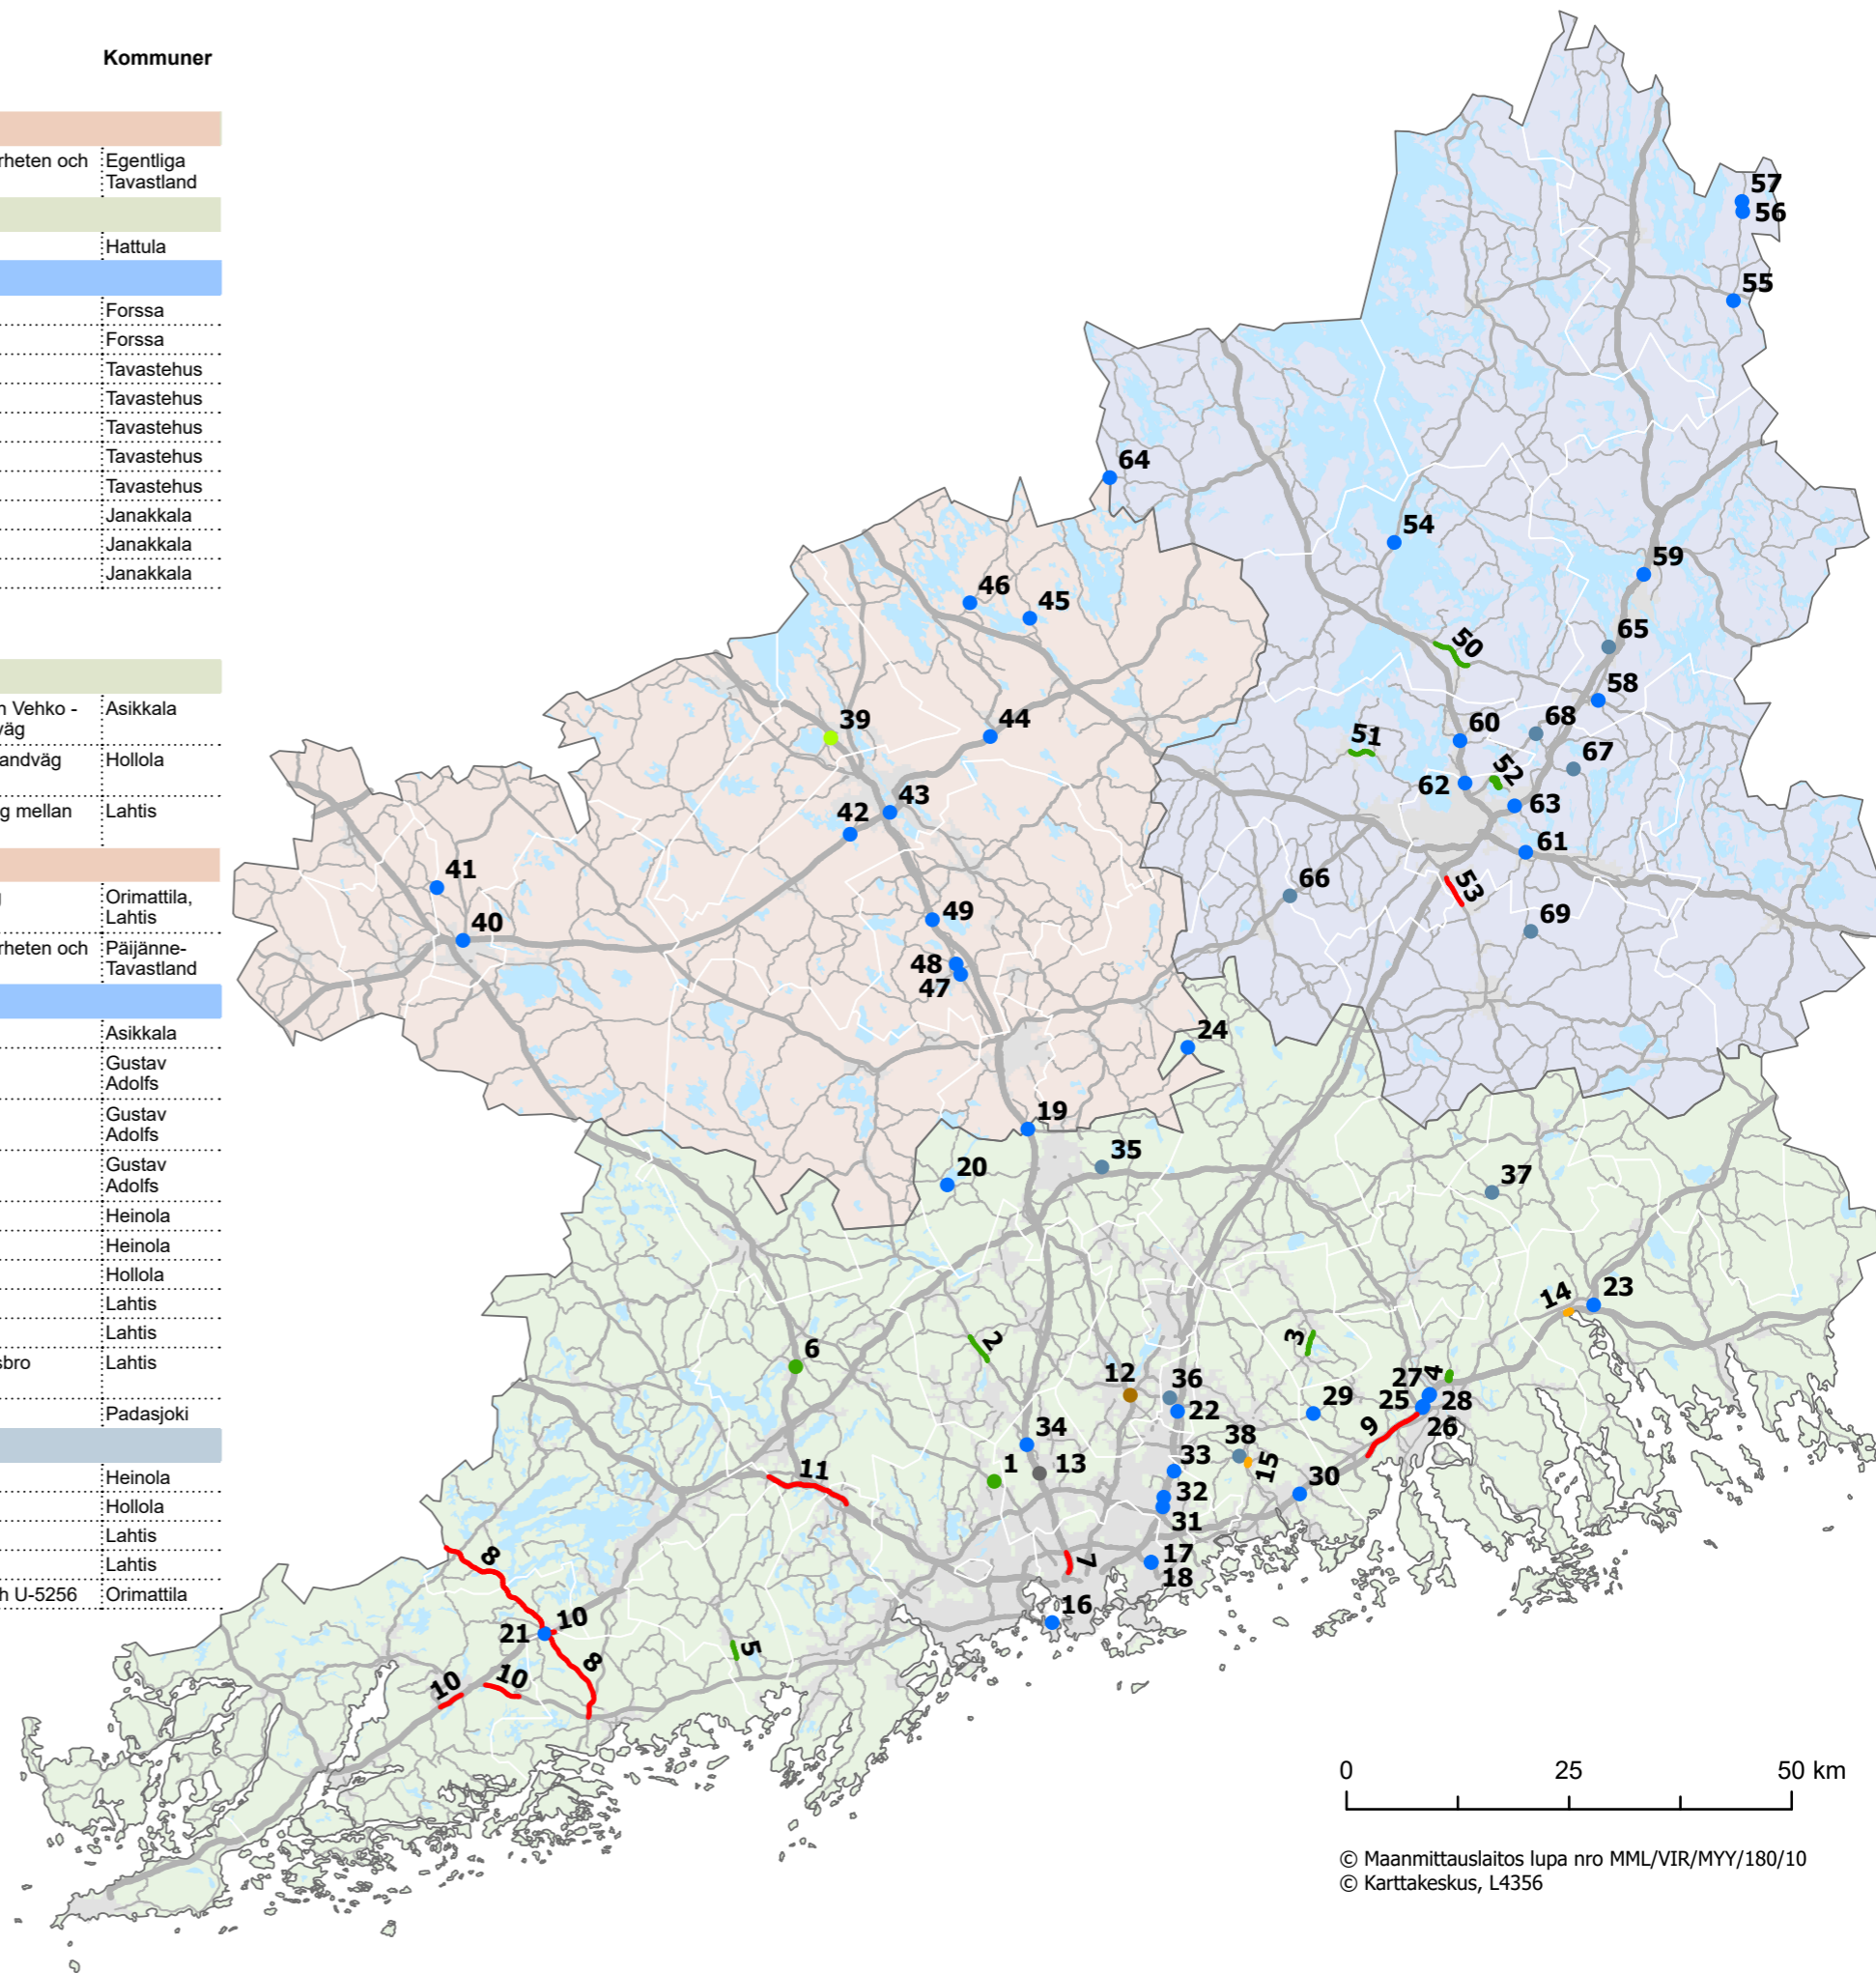 Kommuner
rheten och Egentliga
Tavastland
Hattula
Forssa
Forssa
Tavastehus
Tavastehus
Tavastehus
Tavastehus
Tavastehus
Janakkala
Janakkala
Janakkala
n Vehko - Asikkala
väg
andväg Hollola
g mellan Lahtis
g Orimattila,
Lahtis
rheten och Päijänne-
Tavastland
Asikkala
Gustav
Adolfs
Gustav
Adolfs
Gustav
Adolfs
Heinola
Heinola
Hollola
Lahtis
Lahtis
sbro Lahtis
Padasjoki
Heinola
Hollola
Lahtis
Lahtis
h U-5256 Orimattila
57
56
55
64
54
59
46
45
65
50
58
39
44
68
60
51
67
52
62
63
43
42
61
41
66
53
49
40
69
48
47
24
19
35
20
37
14
23
2
3
6
12
36
27
4
22
29
25
28
26
9
34
38
1
13
33
15
11
30
32
31
8
7
17
18
16
10
21
5
8
10
10
0 25 50 km
© Maanmittauslaitos lupa nro MML/VIR/MYY/180/10
© Karttakeskus, L4356